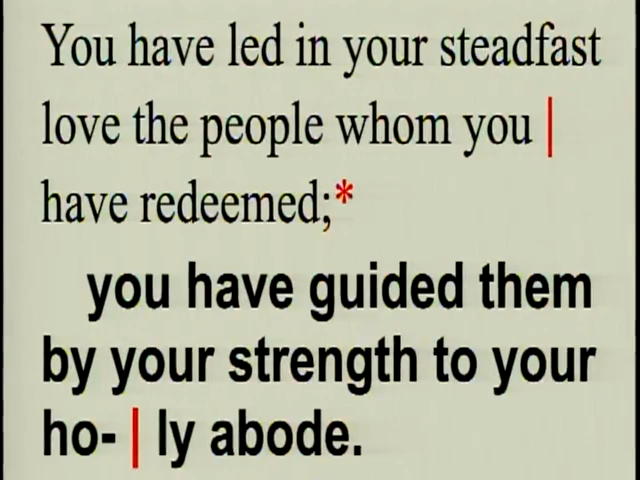 You have led in your steadfast
love the people whom you |
have redeemed;*
you have guided them
by your strength to your
ho- | ly abode.